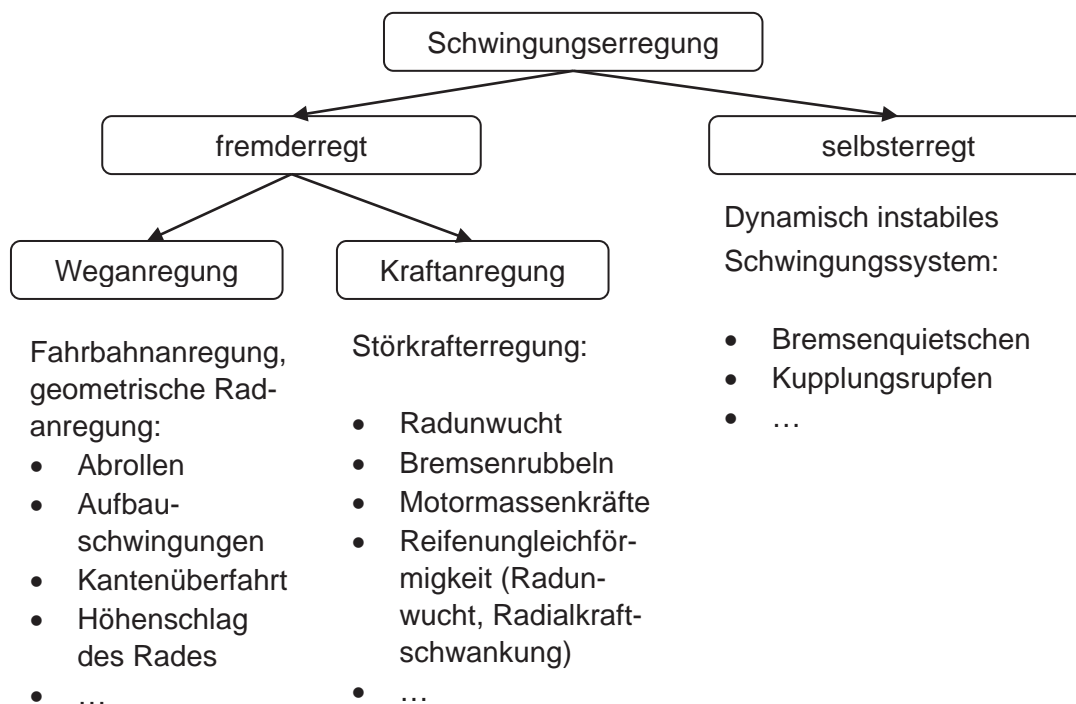 Schwingungserregung
fremderregt
selbsterregt
Weganregung
Kraftanregung
Fahrbahnanregung,
geometrische Rad-
anregung:
• Abrollen
• Aufbau-
schwingungen
• Kantenüberfahrt
• Höhenschlag
des Rades
• …
Störkrafterregung:
• Radunwucht
• Bremsenrubbeln
• Motormassenkräfte
• Reifenungleichför-
migkeit (Radun-
wucht, Radialkraft-
schwankung)
• …
Dynamisch instabiles
Schwingungssystem:
• Bremsenquietschen
• Kupplungsrupfen
• …